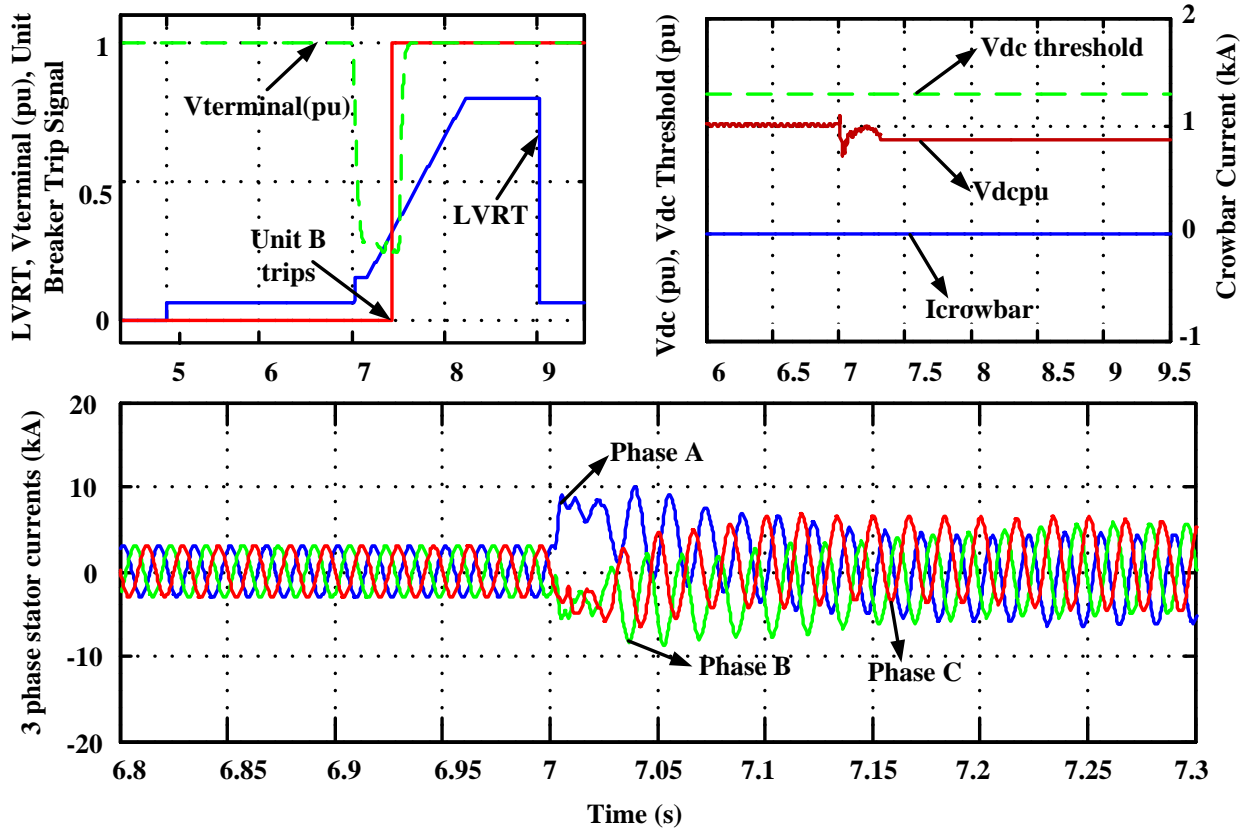 LVRT, Vterminal (pu), Unit
Breaker Trip Signal
1
0.5
0
Vterminal(pu)
Unit B
trips
LVRT
5
6
7
8
9
Vdc (pu), Vdc Threshold (pu)
Vdc threshold
Vdcpu
Icrowbar
2
1
0
-1
Crowbar Current (kA)
6
6.5
7
7.5
8
8.5
9
9.5
3 phase stator currents (kA)
20
10
0
-10
-20
Phase A
Phase B
Phase C
6.8
6.85
6.9
6.95
7
7.05
7.1
7.15
7.2
7.25
7.3
Time (s)